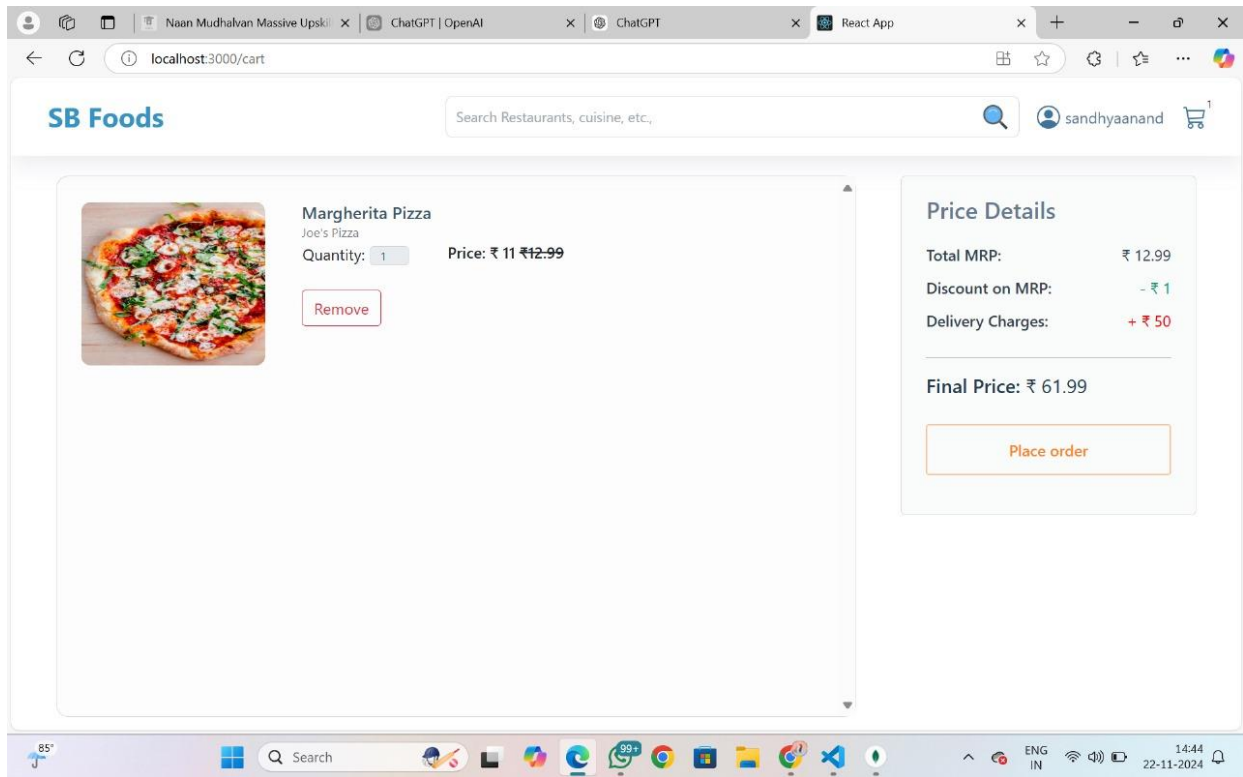 Naan Mudhalvan Massive Upskil
ChatGPT | OpenAI
ChatGPT
React App
localhost:3000/cart
SB Foods
Search Restaurants, cuisine, etc.,
sandhyaanand
1
Margherita Pizza
Joe's Pizza
Quantity: 1
Price: ₹ 11 ₹12.99
Remove
Price Details
Total MRP: ₹ 12.99
Discount on MRP: - ₹ 1
Delivery Charges: + ₹ 50
Final Price: ₹ 61.99
Place order
85°
Search
99+
ENG
IN
14:44
22-11-2024